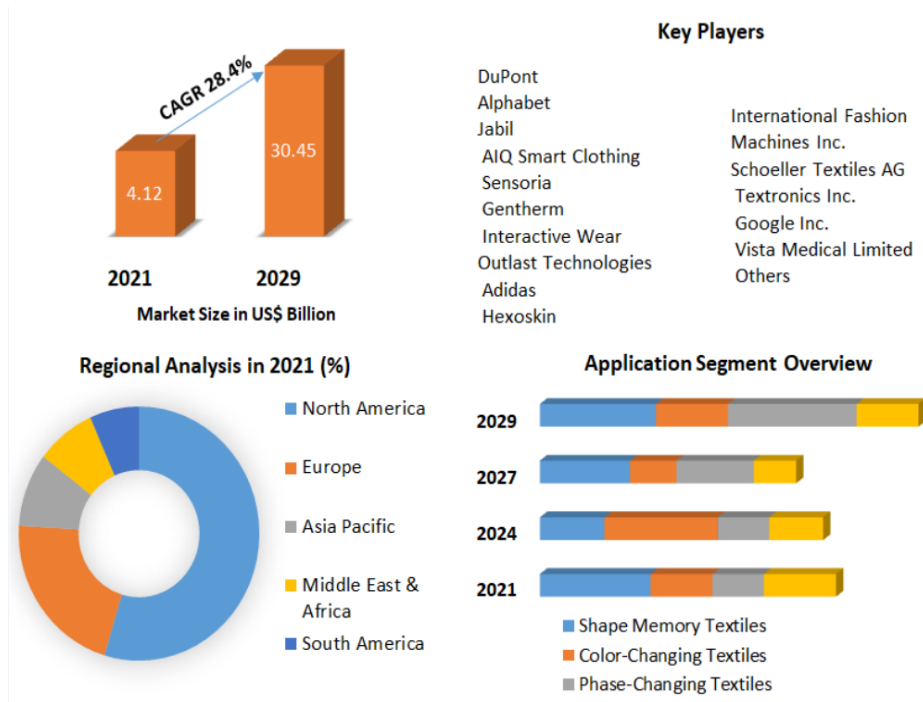 CAGR 28.4%
4.12
30.45
2021
2029
Market Size in US$ Billion
Key Players
DuPont
Alphabet
Jabil
AIQ Smart Clothing
Sensoria
Gentherm
Interactive Wear
Outlast Technologies
Adidas
Hexoskin
International Fashion
Machines Inc.
Schoeller Textiles AG
Textronics Inc.
Google Inc.
Vista Medical Limited
Others
Regional Analysis in 2021 (%)
North America
Europe
Asia Pacific
Middle East &
Africa
South America
Application Segment Overview
2029
2027
2024
2021
Shape Memory Textiles
Color-Changing Textiles
Phase-Changing Textiles